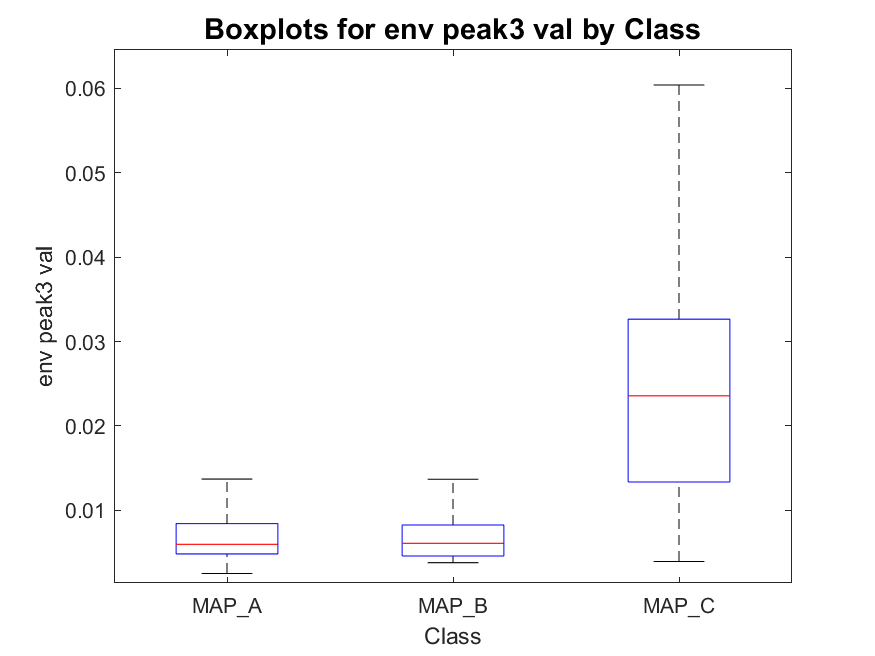 Boxplots for env peak3 val by Class
env peak3 val
0.06
0.05
0.04
0.03
0.02
0.01
MAP_A
MAP_B
MAP_C
Class